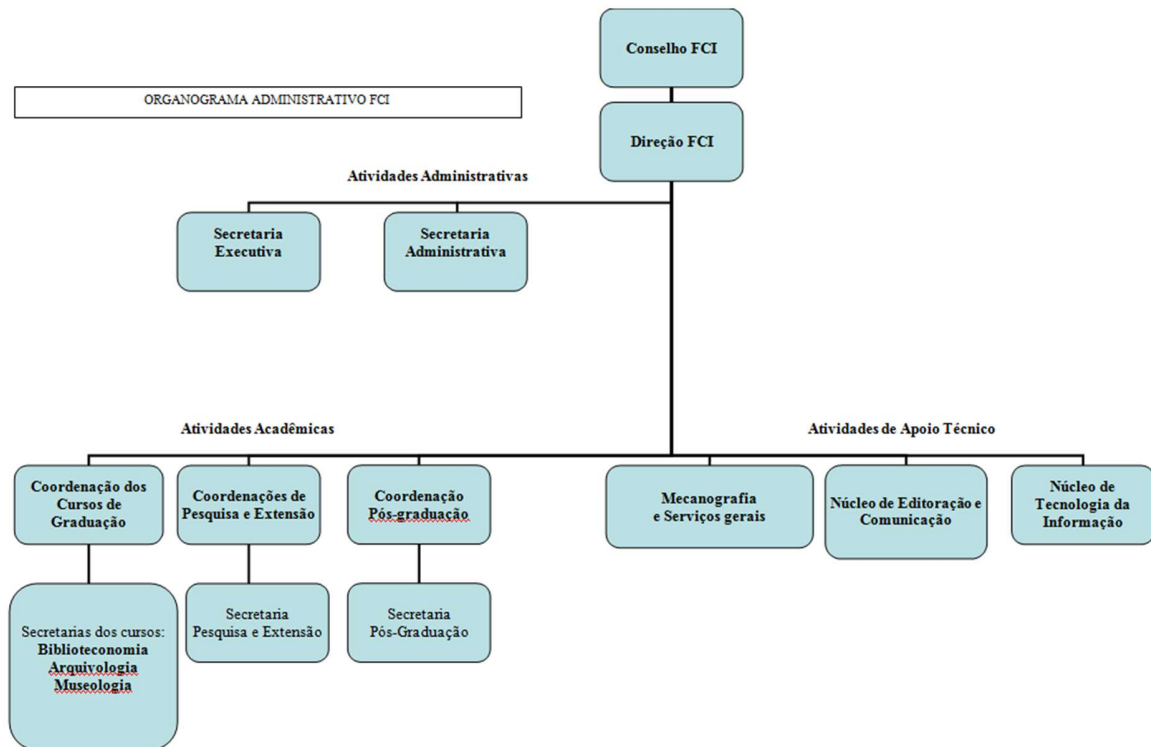 Conselho FCI
ORGANOGRAMA ADMINISTRATIVO FCI
Direção FCI
Atividades Administrativas
Secretaria
Executiva
Secretaria
Administrativa
Atividades Acadêmicas
Atividades de Apoio Técnico
Coordenação dos
Cursos de
Graduação
Coordenações de
Pesquisa e Extensão
Coordenação
Pós-graduação
Mecanografia
e Serviços gerais
Núcleo de Editoração e
Comunicação
Núcleo de
Tecnologia da
Informação
Secretarias dos cursos:
Biblioteconomia
Arquivologia
Museologia
Secretaria
Pesquisa e Extensão
Secretaria
Pós-Graduação